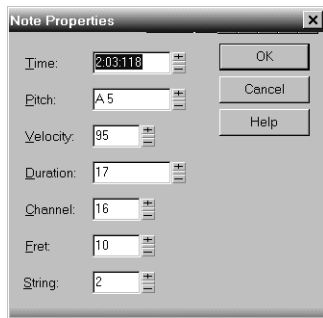 Note Properties
Time: 2:03:118 OK
Pitch: A 5 Cancel
Velocity: 95 Help
Duration: 17
Channel: 16
Fret: 10
String: 2